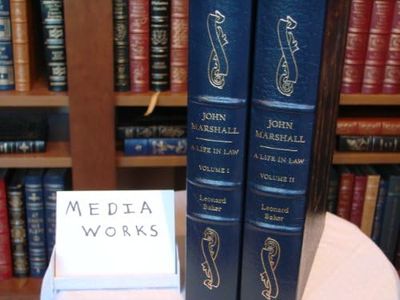 JOHN
MARSHALL
A LIFE IN LAW
VOLUME I
Leonard
Baker
JOHN
MARSHALL
A LIFE IN LAW
VOLUME II
Leonard
Baker
MEDIA
WORKS